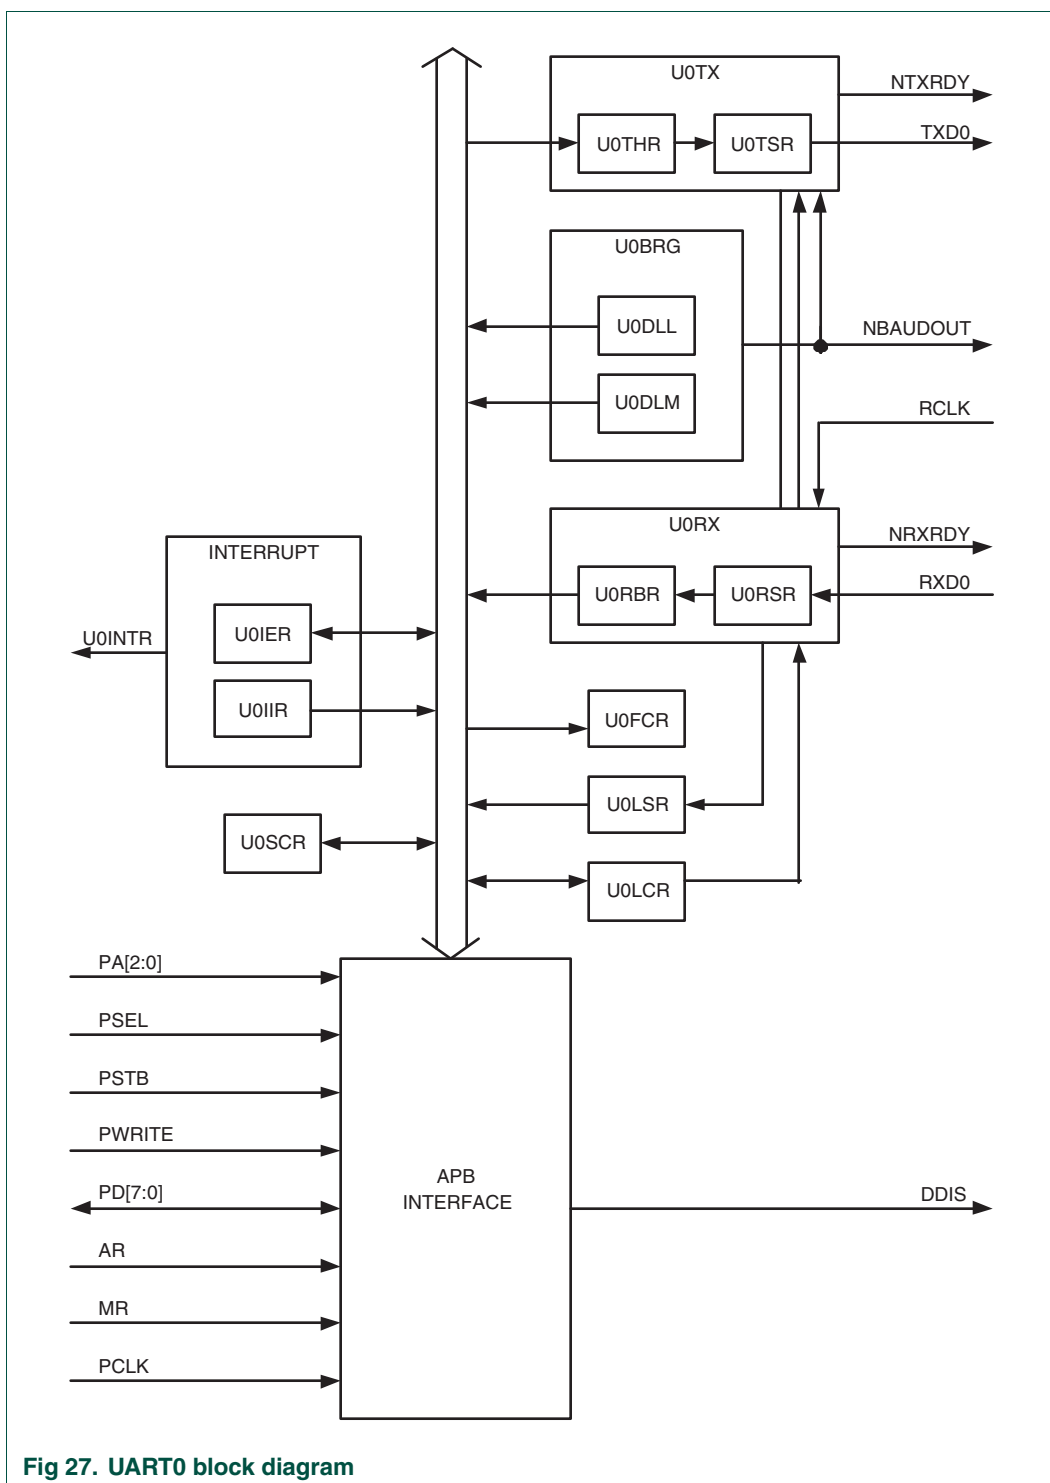 U0TX
NTXRDY
U0THR
U0TSR
TXD0
U0BRG
U0DLL
NBAUDOUT
U0DLM
RCLK
U0RX
NRXRDY
INTERRUPT
U0RBR
U0RSR
RXD0
U0INTR
U0IER
U0IIR
U0FCR
U0LSR
U0SCR
U0LCR
PA[2:0]
PSEL
PSTB
PWRITE
PD[7:0]
APB
INTERFACE
DDIS
AR
MR
PCLK
Fig 27. UART0 block diagram